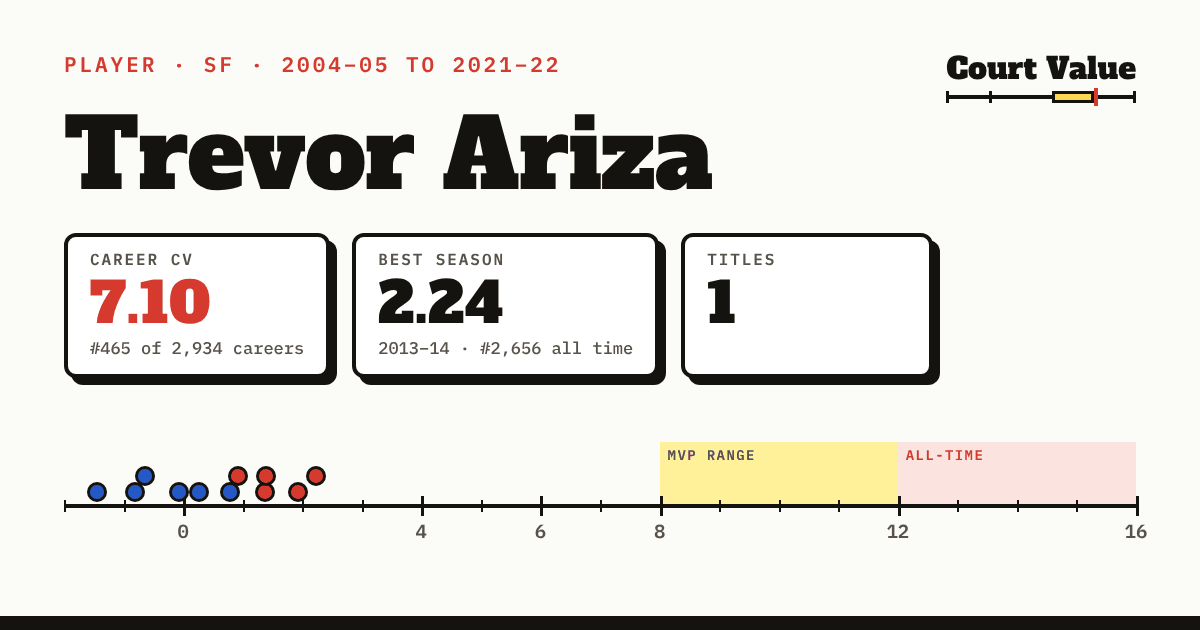 PLAYER · SF · 2004–05 TO 2021–22
Court Value
Trevor Ariza
CAREER CV
7.10
#465 of 2,934 careers
BEST SEASON
2.24
2013–14 · #2,656 all time
TITLES
1
MVP RANGE
ALL-TIME
0 4 6 8 12 16